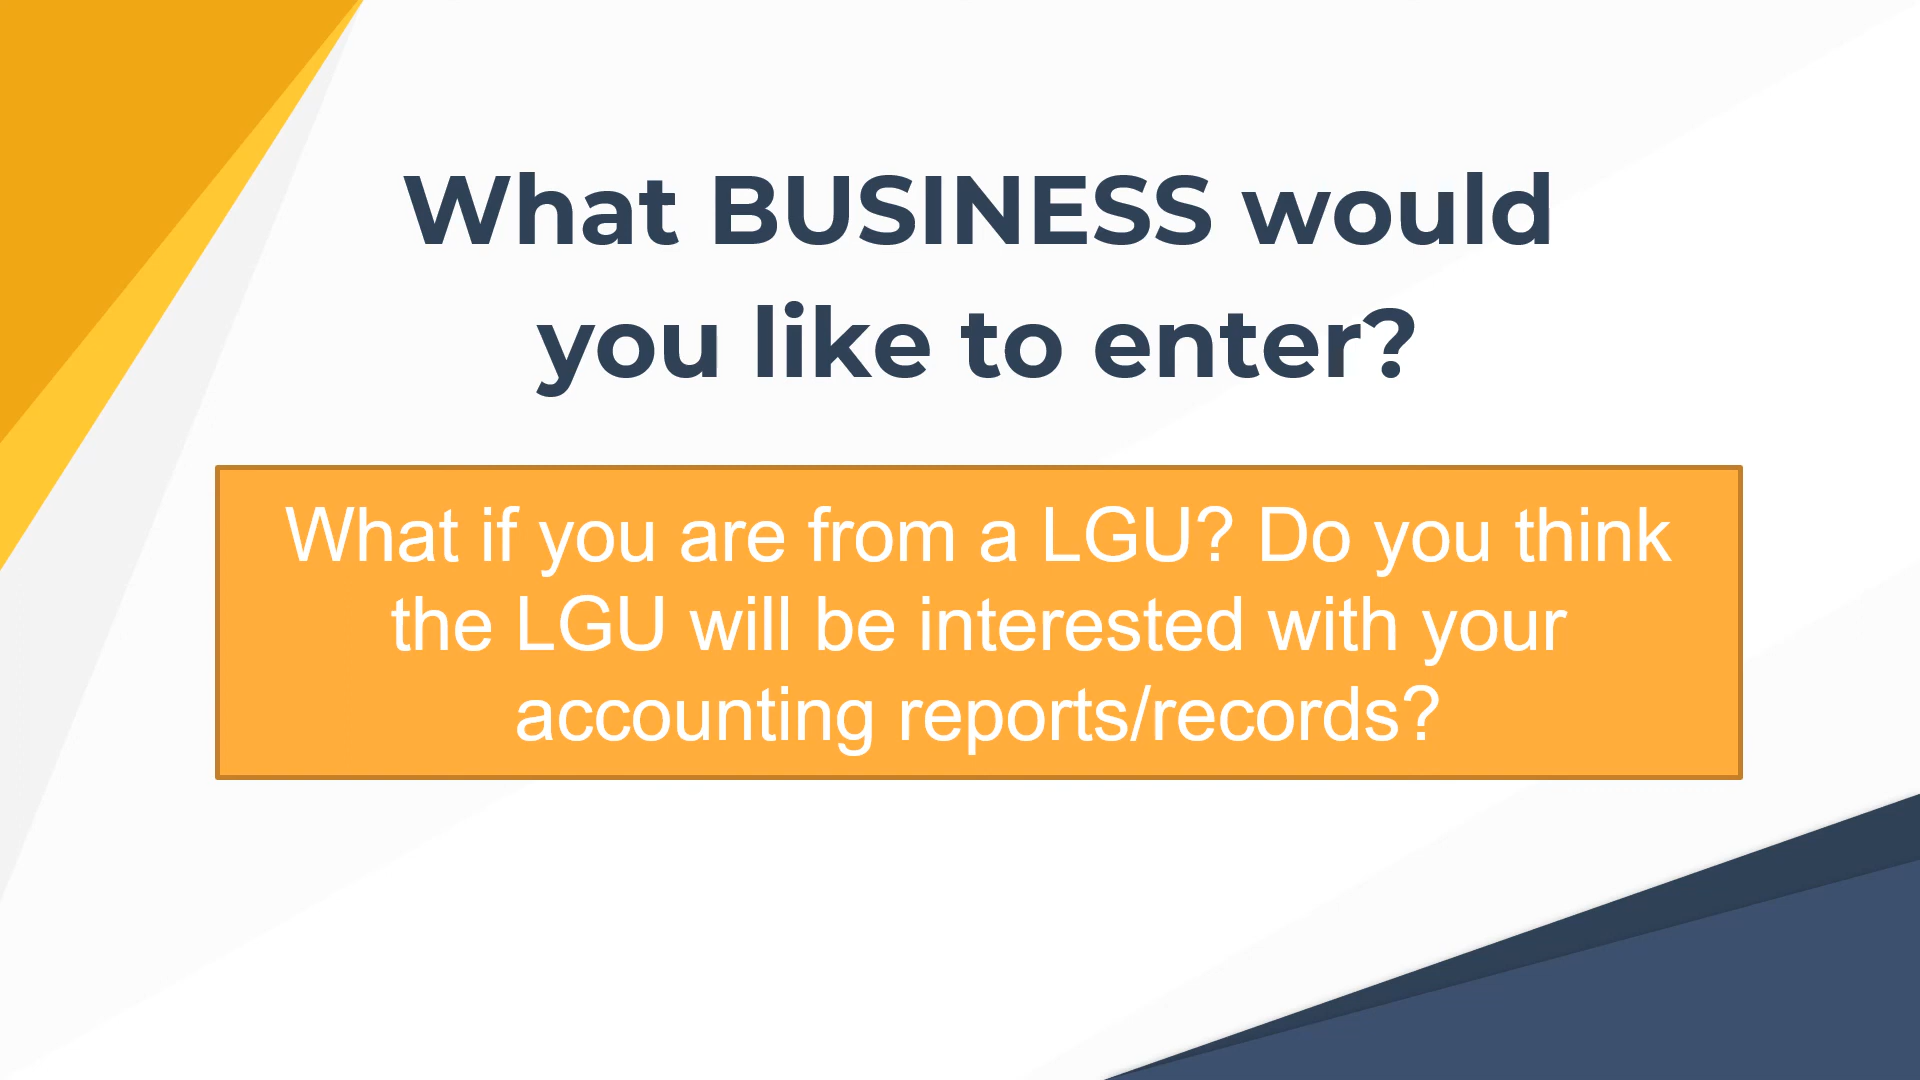 What BUSINESS would
you like to enter?
What if you are from a LGU? Do you think
the LGU will be interested with your
accounting reports/records?